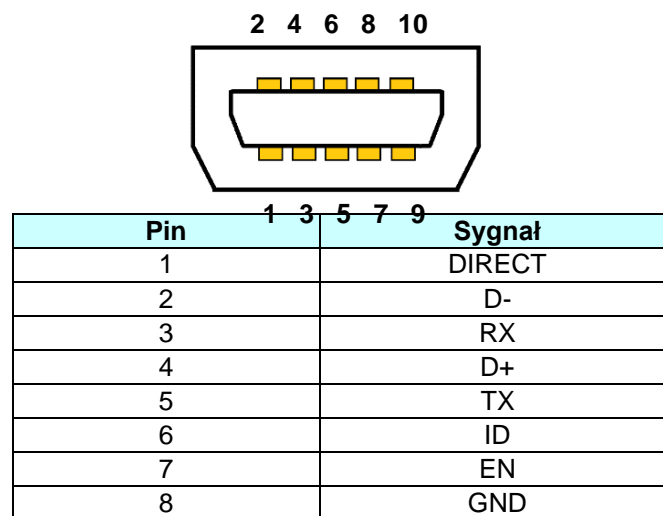 2 4 6 8 10
1 3 5 7 9
Pin Sygnał
1 DIRECT
2 D-
3 RX
4 D+
5 TX
6 ID
7 EN
8 GND